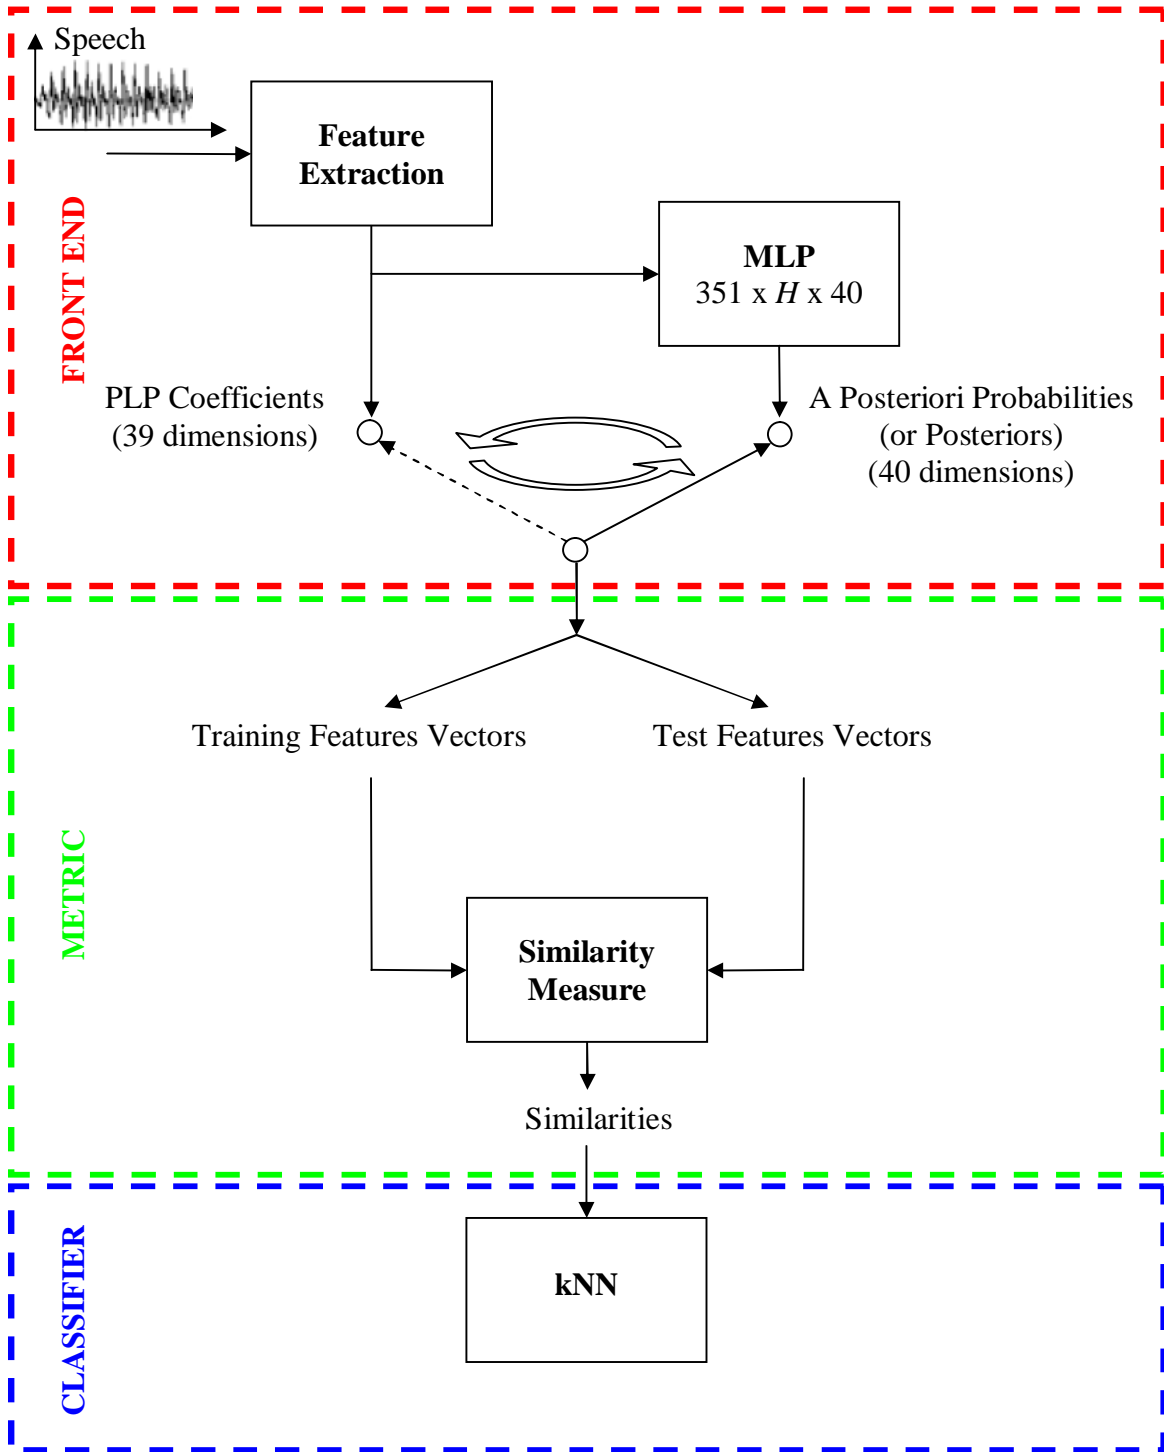 Speech
Feature
Extraction
FRONT END
MLP
351 x H x 40
PLP Coefficients
(39 dimensions)
A Posteriori Probabilities
(or Posteriors)
(40 dimensions)
Training Features Vectors
Test Features Vectors
METRIC
Similarity
Measure
Similarities
CLASSIFIER
kNN